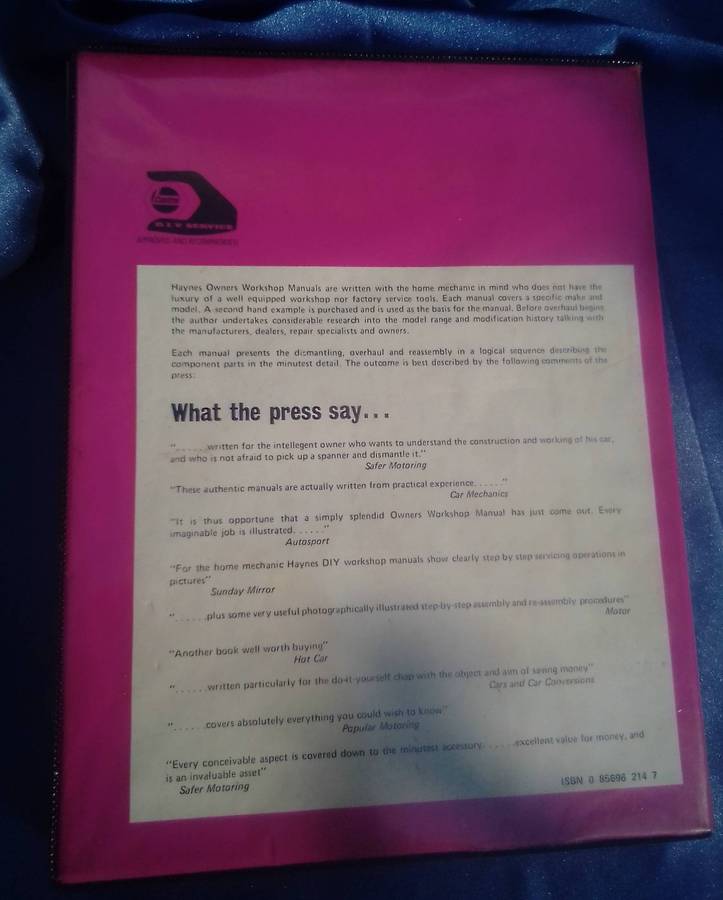 Castrol
D.I.Y SERVICE
APPROVED AND RECOMMENDED
Haynes Owners Workshop Manuals are written with the home mechanic in mind who does not have the
luxury of a well equipped workshop nor factory service tools. Each manual covers a specific make and
model. A second hand example is purchased and is used as the basis for the manual. Before overhaul begins
the author undertakes considerable research into the model range and modification history talking with
the manufacturers, dealers, repair specialists and owners.
Each manual presents the dismantling, overhaul and reassembly in a logical sequence describing the
component parts in the minutest detail. The outcome is best described by the following comments of the
press:
What the press say...
"......written for the intellegent owner who wants to understand the construction and working of his car,
and who is not afraid to pick up a spanner and dismantle it."
Safer Motoring
"These authentic manuals are actually written from practical experience......"
Car Mechanics
"It is thus opportune that a simply splendid Owners Workshop Manual has just come out. Every
imaginable job is illustrated......"
Autosport
"For the home mechanic Haynes DIY workshop manuals show clearly step by step servicing operations in
pictures"
Sunday Mirror
"......plus some very useful photographically illustrated step-by-step assembly and re-assembly procedures"
Motor
"Another book well worth buying"
Hot Car
"......written particularly for the do-it-yourself chap with the object and aim of saving money"
Cars and Car Conversions
"......covers absolutely everything you could wish to know"
Popular Motoring
"Every conceivable aspect is covered down to the minutest accessory......excellent value for money, and
is an invaluable asset"
Safer Motoring
ISBN 0 85696 214 7